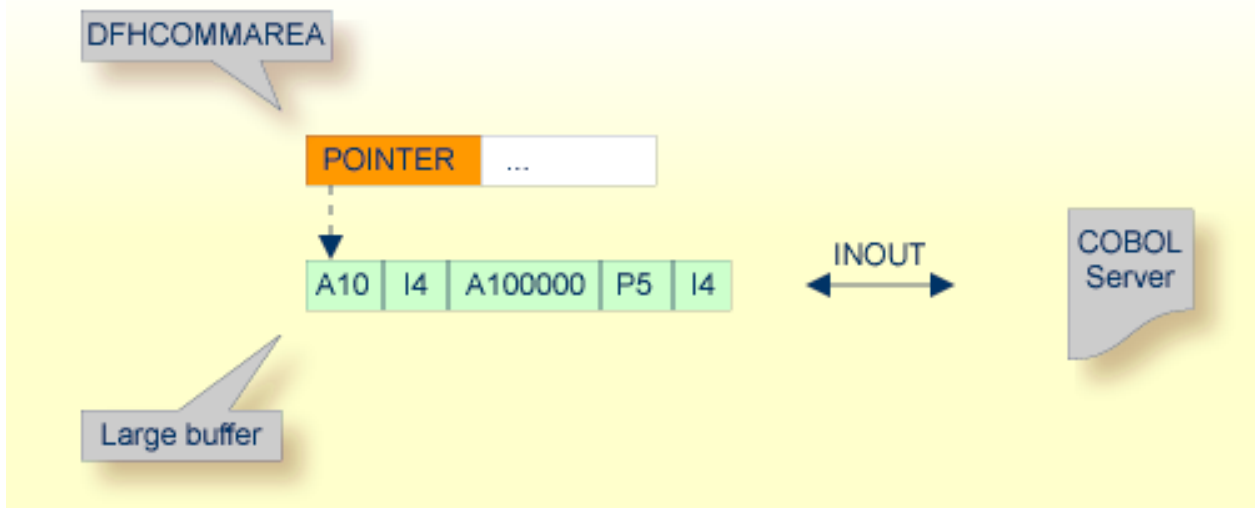 DFHCOMMAREA
POINTER ...
A10 I4 A100000 P5 I4
INOUT
COBOL
Server
Large buffer